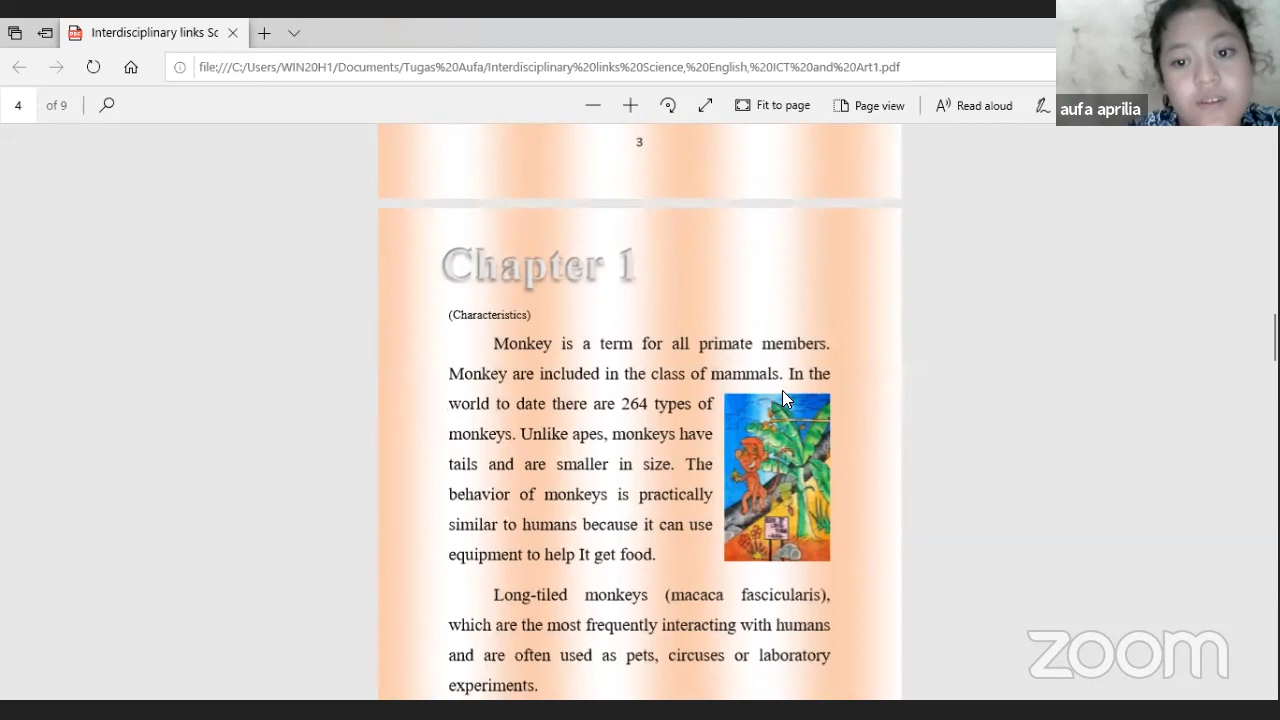 Interdisciplinary links Sc
file:///C:/Users/WIN20H1/Documents/Tugas%20Aufa/Interdisciplinary%20links%20Science,%20English,%20ICT%20and%20Art1.pdf
4 of 9
Fit to page
Page view
Read aloud
aufa aprilia
3
Chapter 1
(Characteristics)
Monkey is a term for all primate members.
Monkey are included in the class of mammals. In the
world to date there are 264 types of
monkeys. Unlike apes, monkeys have
tails and are smaller in size. The
behavior of monkeys is practically
similar to humans because it can use
equipment to help It get food.
Long-tiled monkeys (macaca fascicularis),
which are the most frequently interacting with humans
and are often used as pets, circuses or laboratory
experiments.
zoom